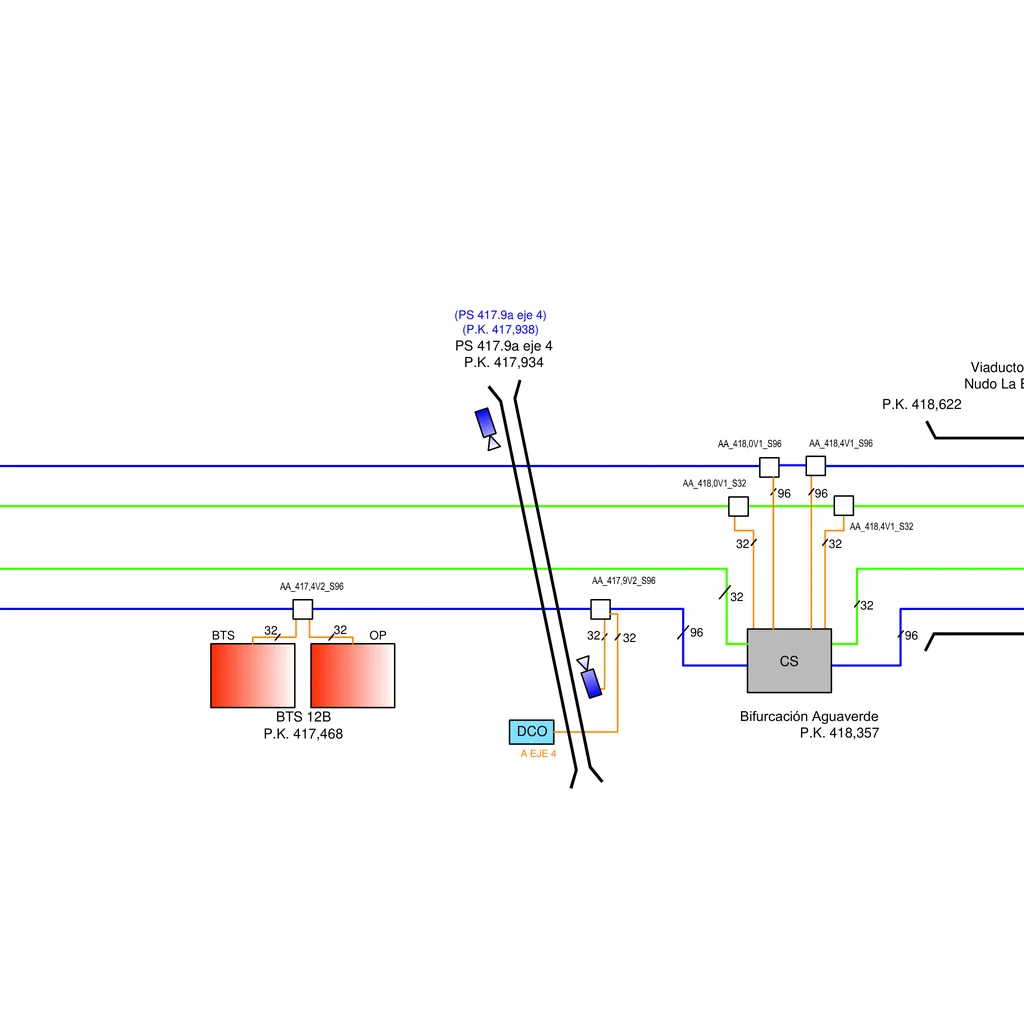 (PS 417.9a eje 4)
(P.K. 417,938)
PS 417.9a eje 4
P.K. 417,934
Viaducto
Nudo La
P.K. 418,622
AA_418,0V1_S96
AA_418,4V1_S96
AA_418,0V1_S32
96
96
AA_418,4V1_S32
32
32
AA_417,4V2_S96
AA_417,9V2_S96
32
32
BTS
32
32
OP
32
32
96
96
CS
BTS 12B
P.K. 417,468
DCO
A EJE 4
Bifurcación Aguaverde
P.K. 418,357